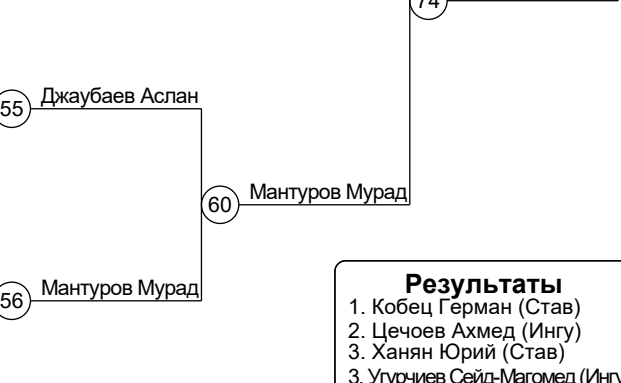 74
Джаубаев Аслан
55
Мантуров Мурад
60
Мантуров Мурад
56
Результаты
1. Кобец Герман (Став)
2. Цечоев Ахмед (Ингу)
3. Ханян Юрий (Став)
3. Угурчиев Сейд-Магомед (Ингу